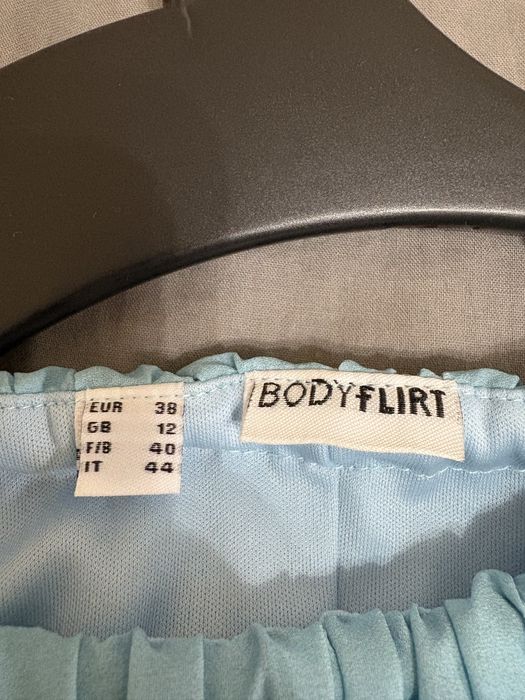 EUR 38
GB 12
F/B 40
IT 44
BODYFLIRT